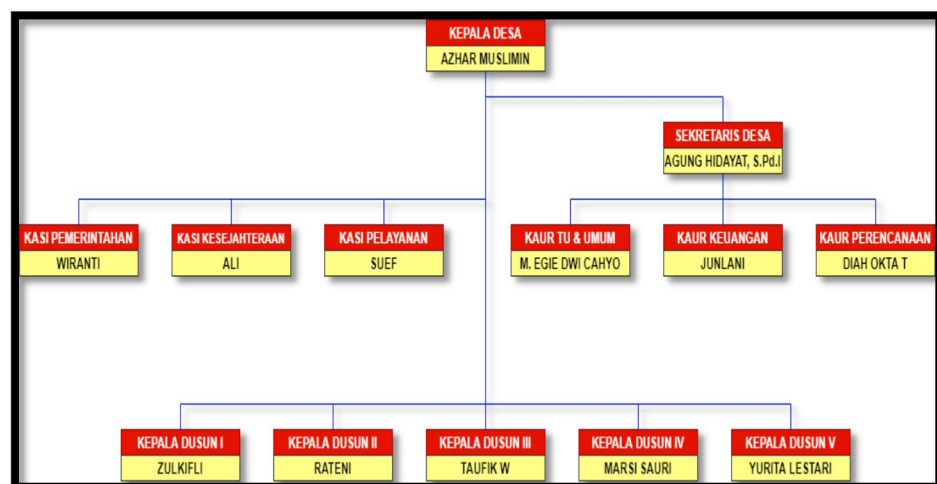 KEPALA DESA
AZHAR MUSLIMIN
SEKRETARIS DESA
AGUNG HIDAYAT, S.Pd.I
KASI PEMERINTAHAN
WIRANTI
KASI KESEJAHTERAAN
ALI
KASI PELAYANAN
SUEF
KAUR TU & UMUM
M. EGIE DWI CAHYO
KAUR KEUANGAN
JUNLANI
KAUR PERENCANAAN
DIAH OKTA T
KEPALA DUSUN I
ZULKIFLI
KEPALA DUSUN II
RATENI
KEPALA DUSUN III
TAUFIK W
KEPALA DUSUN IV
MARSI SAURI
KEPALA DUSUN V
YURITA LESTARI